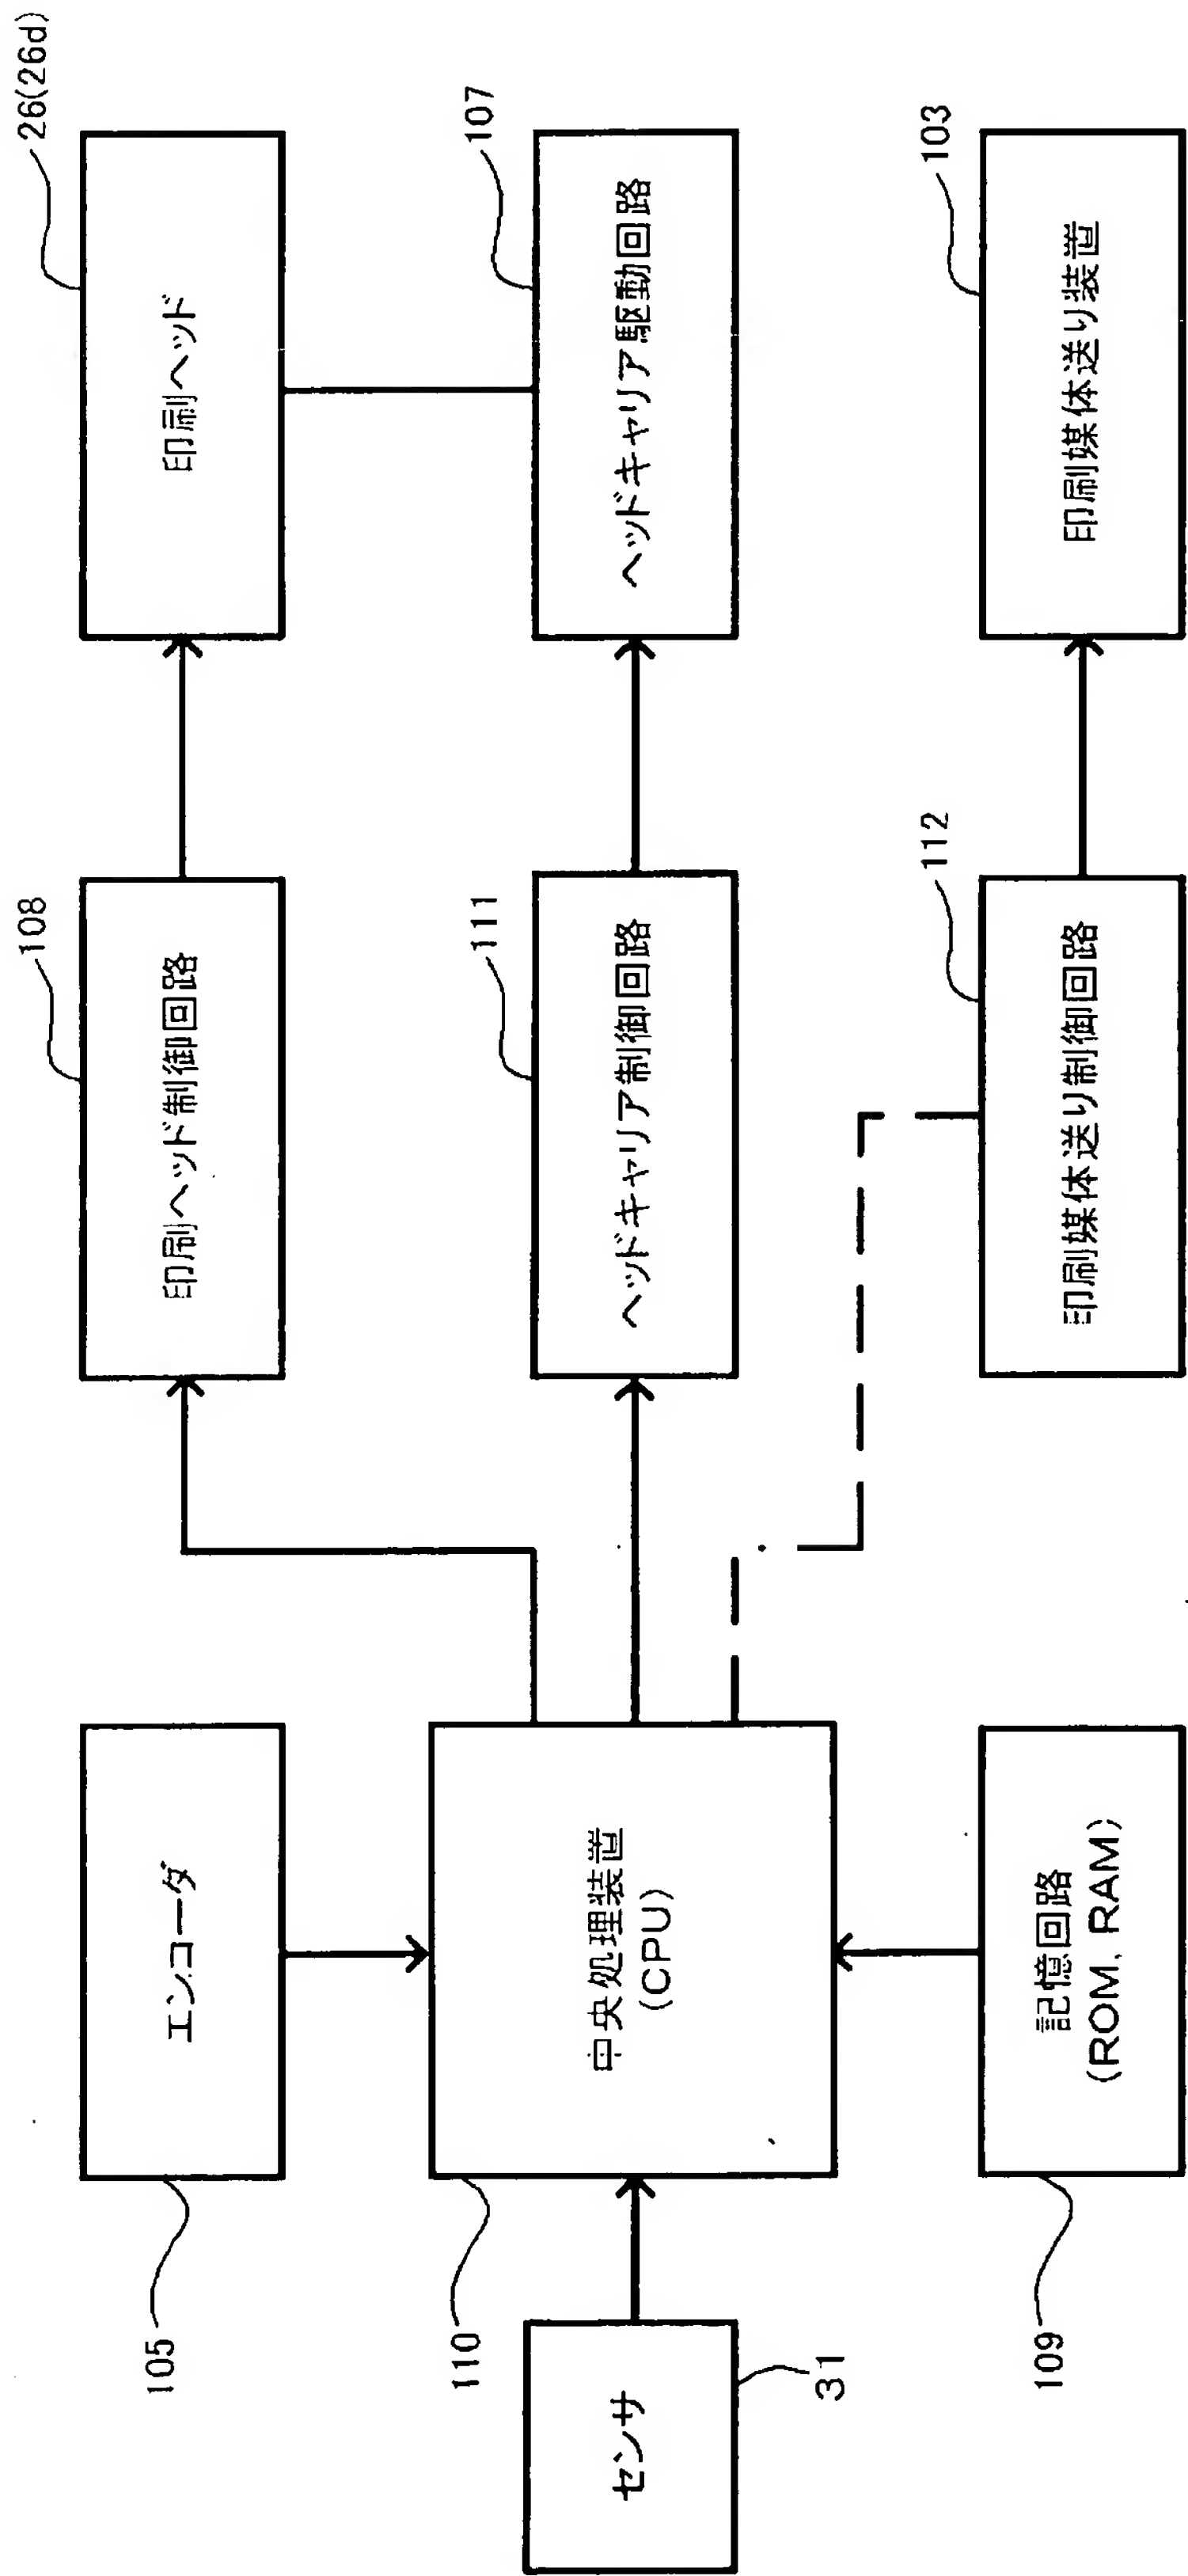 エンコーダ
105
印刷ヘッド制御回路
108
印刷ヘッド
26(26d)
センサ
31
中央処理装置
(CPU)
110
ヘッドキャリア制御回路
111
ヘッドキャリア駆動回路
107
記憶回路
(ROM, RAM)
109
印刷媒体送り制御回路
112
印刷媒体送り装置
103